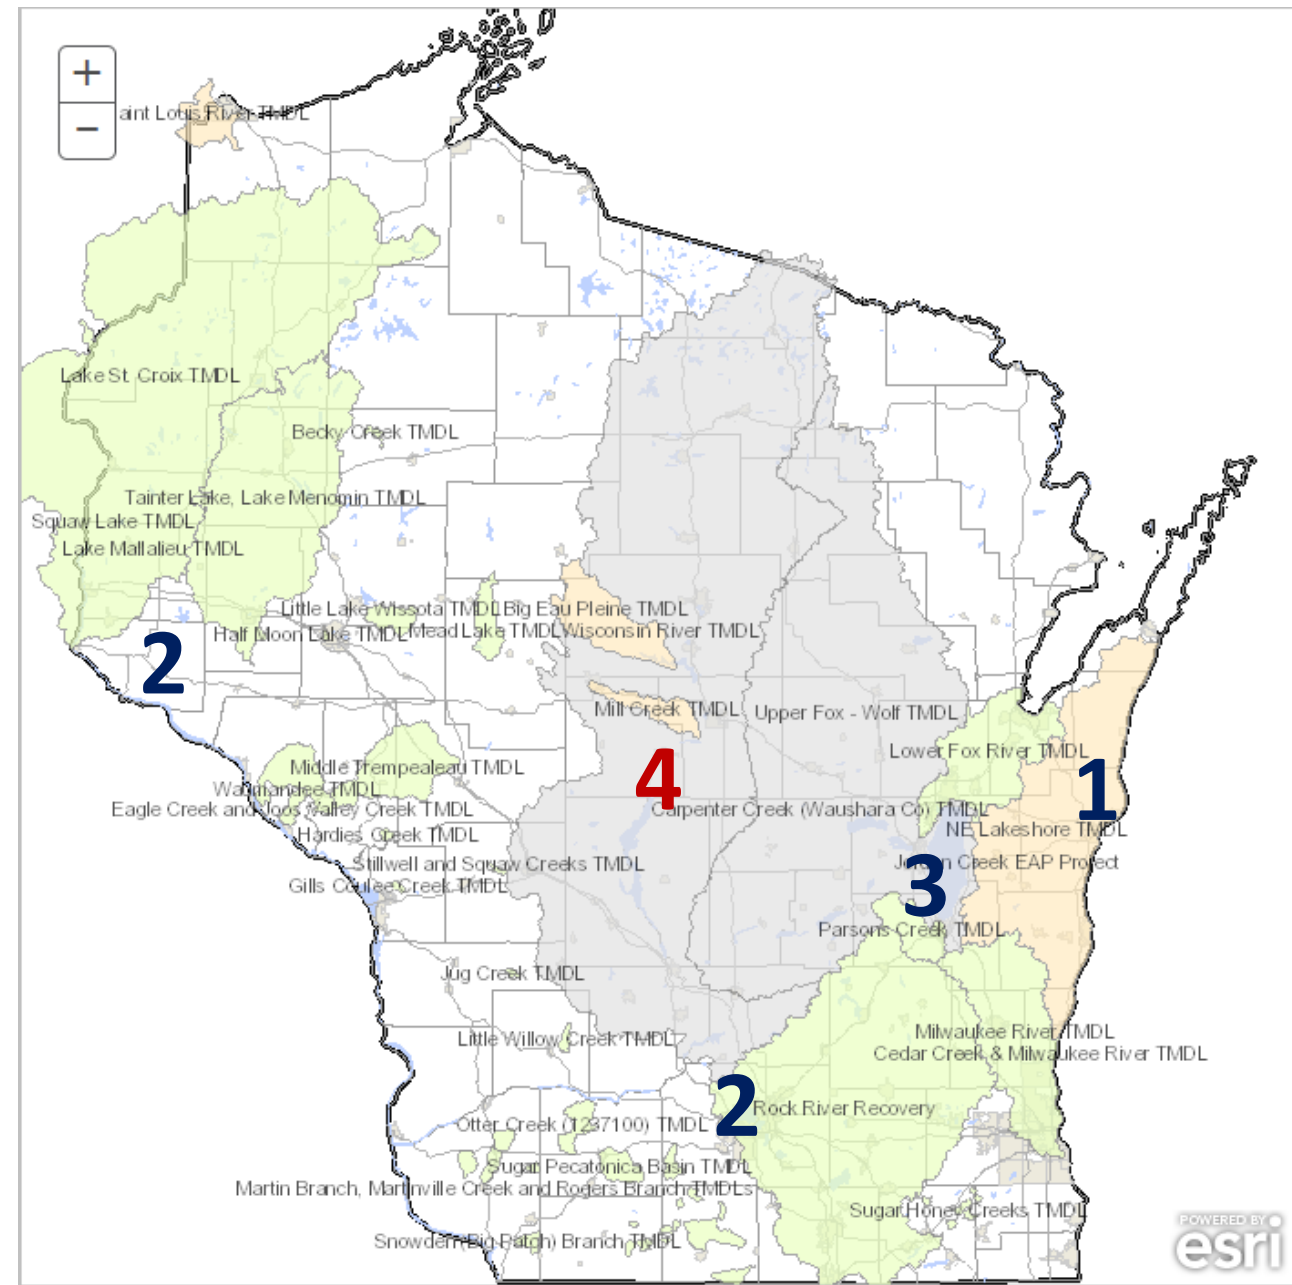 +
aint Louis River TMDL
−
Lake St. Croix TMDL
Becky Creek TMDL
Tainter Lake, Lake Menomin TMDL
Squaw Lake TMDL
Lake Mallalieu TMDL
Little Lake Wissota TMDL
Big Eau Pleine TMDL
Half Moon Lake TMDL
Mead Lake TMDL
Wisconsin River TMDL
2
Mill Creek TMDL
Upper Fox - Wolf TMDL
Lower Fox River TMDL
Middle Trempealeau TMDL
4
1
Waumandee TMDL
Eagle Creek and Joos Valley Creek TMDL
Carpenter Creek (Waushara Co) TMDL
Hardies Creek TMDL
NE Lakeshore TMDL
Stillwell and Squaw Creeks TMDL
Jordan Creek EAP Project
Gills Coulee Creek TMDL
3
Parsons Creek TMDL
Jug Creek TMDL
Little Willow Creek TMDL
Milwaukee River TMDL
Cedar Creek & Milwaukee River TMDL
2
Rock River Recovery
Otter Creek (1237100) TMDL
Sugar Pecatonica Basin TMDL
Martin Branch, Martinville Creek and Rogers Branch TMDLs
Sugar Honey Creeks TMDL
Snowden (Big Patch) Branch TMDL
POWERED BY
esri